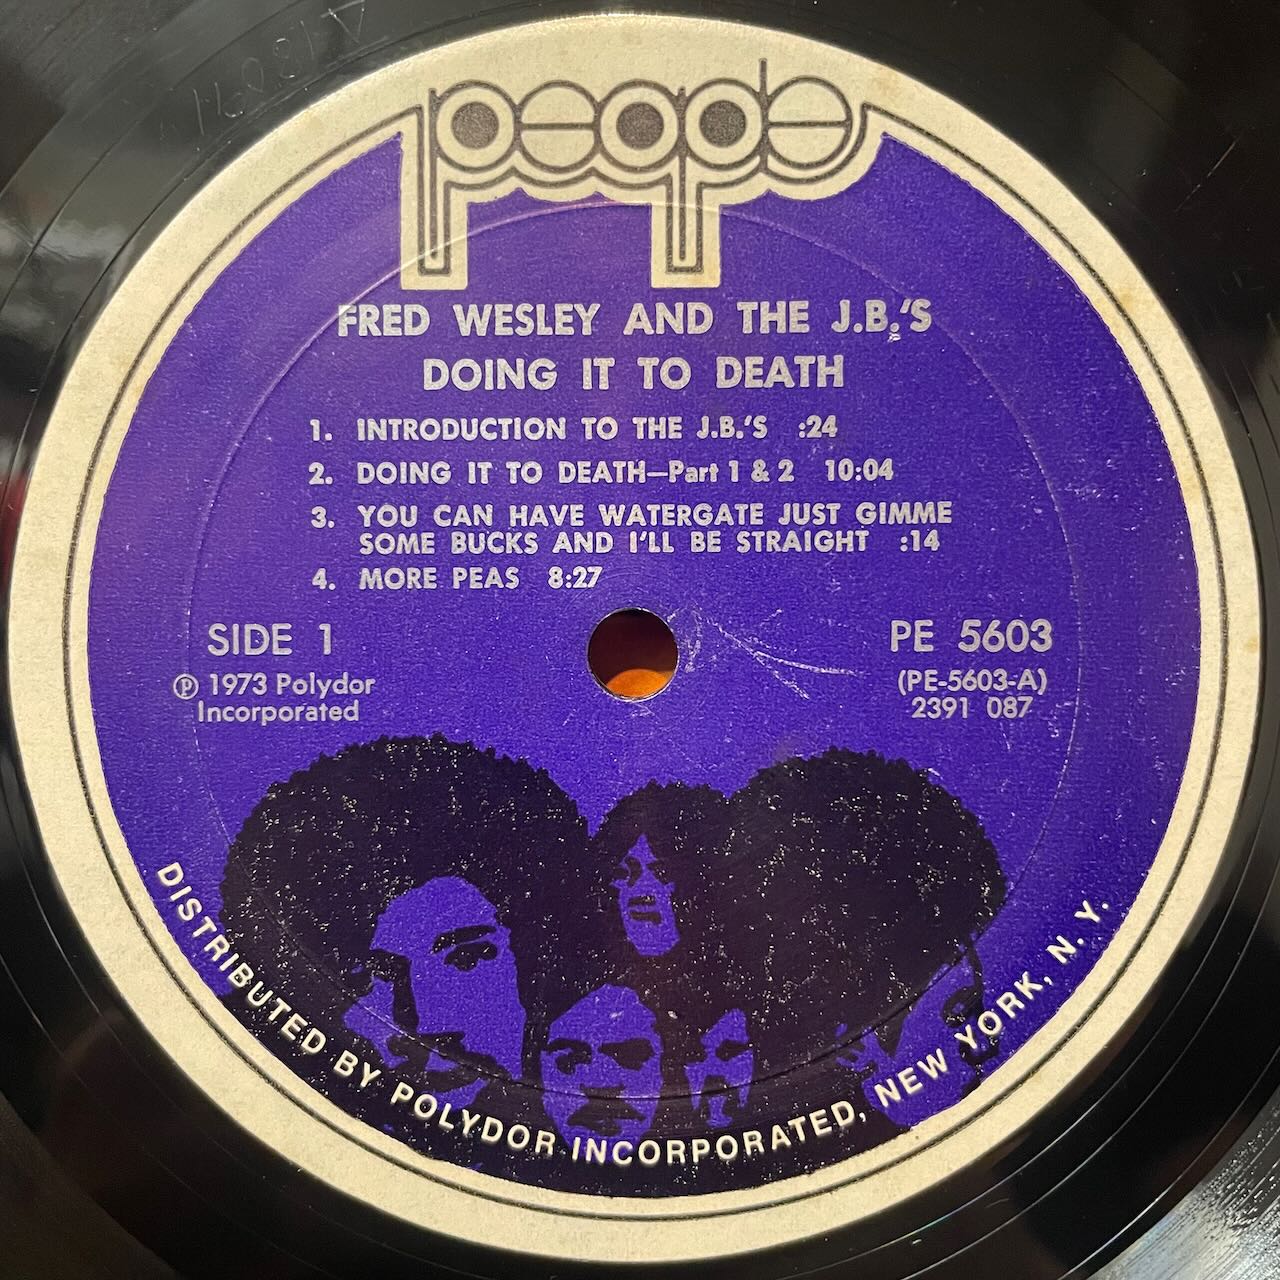 people
FRED WESLEY AND THE J.B.'S
DOING IT TO DEATH
1. INTRODUCTION TO THE J.B.'S :24
2. DOING IT TO DEATH—Part 1 & 2 10:04
3. YOU CAN HAVE WATERGATE JUST GIMME
SOME BUCKS AND I'LL BE STRAIGHT :14
4. MORE PEAS 8:27
SIDE 1
℗ 1973 Polydor
Incorporated
PE 5603
(PE-5603-A)
2391 087
DISTRIBUTED BY POLYDOR INCORPORATED, NEW YORK, N. Y.